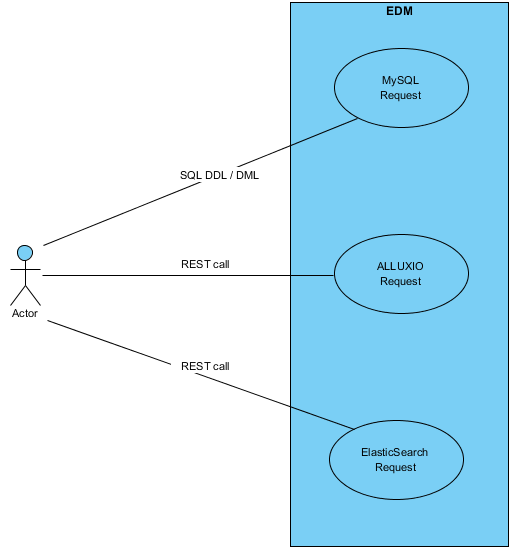 EDM
MySQL
Request
SQL DDL / DML
REST call
ALLUXIO
Request
Actor
REST call
ElasticSearch
Request